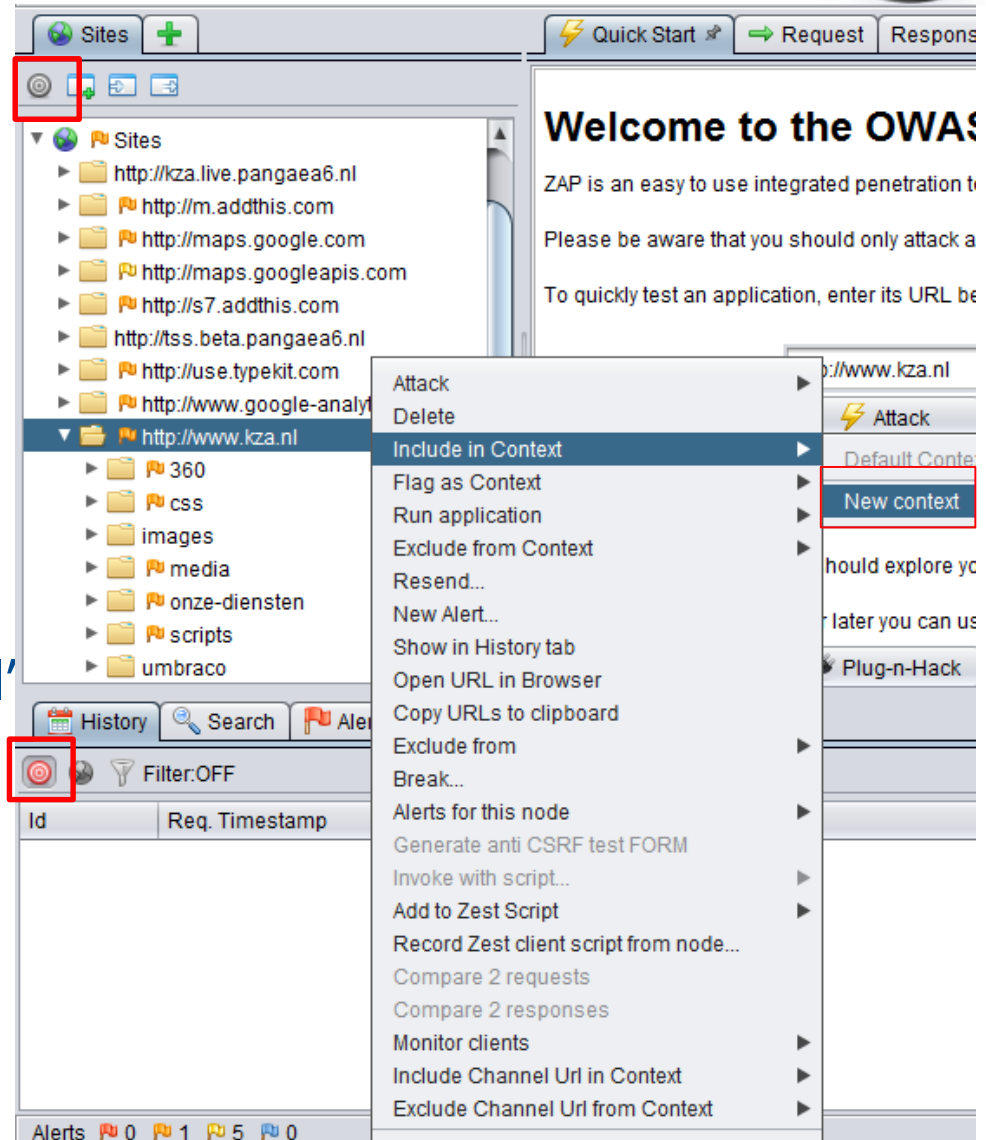 Sites
Quick Start
Request
Respons
Sites
http://kza.live.pangaea6.nl
http://m.addthis.com
http://maps.google.com
http://maps.googleapis.com
http://s7.addthis.com
http://tss.beta.pangaea6.nl
http://use.typekit.com
http://www.google-analyt
http://www.kza.nl
360
css
images
media
onze-diensten
scripts
umbraco
Welcome to the OWAS
ZAP is an easy to use integrated penetration t
Please be aware that you should only attack a
To quickly test an application, enter its URL be
://www.kza.nl
Attack
Default Conte
New context
hould explore yo
r later you can us
Plug-n-Hack
Attack
Delete
Include in Context
Flag as Context
Run application
Exclude from Context
Resend...
New Alert...
Show in History tab
Open URL in Browser
Copy URLs to clipboard
Exclude from
Break...
Alerts for this node
Generate anti CSRF test FORM
Invoke with script...
Add to Zest Script
Record Zest client script from node...
Compare 2 requests
Compare 2 responses
Monitor clients
Include Channel Url in Context
Exclude Channel Url from Context
History
Search
Aler
Filter:OFF
Id
Req. Timestamp
Alerts 0 1 5 0